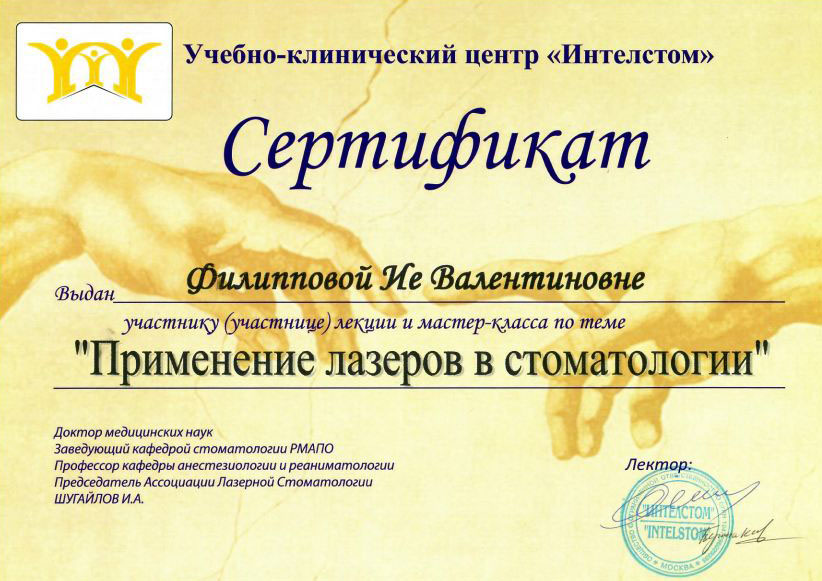 Учебно-клинический центр «Интелстом»
Сертификат
Выдан Филипповой Ие Валентиновне
участнику (участнице) лекции и мастер-класса по теме
"Применение лазеров в стоматологии"
Доктор медицинских наук
Заведующий кафедрой стоматологии РМАПО
Профессор кафедры анестезиологии и реаниматологии
Председатель Ассоциации Лазерной Стоматологии
ШУГАЙЛОВ И.А.
Лектор:
"ИНТЕЛСТОМ"
"INTELSTOM"
МОСКВА